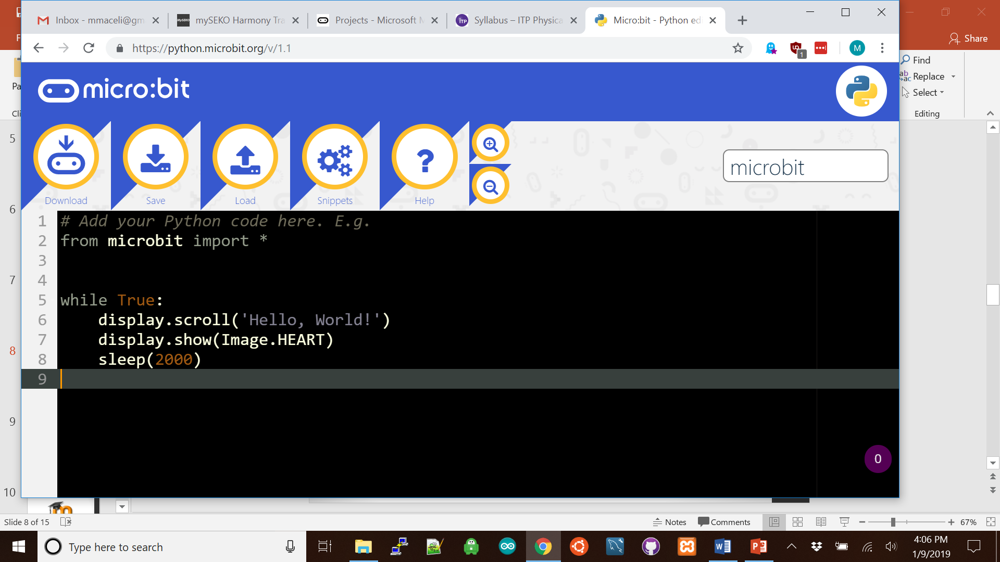 Inbox - mmaceli@gm
mySEKO Harmony Tra
Projects - Microsoft M
Syllabus – ITP Physica
Micro:bit - Python ed
https://python.microbit.org/v/1.1
1
M
Share
Find
Replace
Select
Editing
Pa
Cli
micro:bit
Download
Save
Load
Snippets
Help
microbit
1 # Add your Python code here. E.g.
2 from microbit import *
3
4
5 while True:
6 display.scroll('Hello, World!')
7 display.show(Image.HEART)
8 sleep(2000)
9
0
5
6
7
8
9
10
Slide 8 of 15
Notes
Comments
67%
Type here to search
4:06 PM
1/9/2019